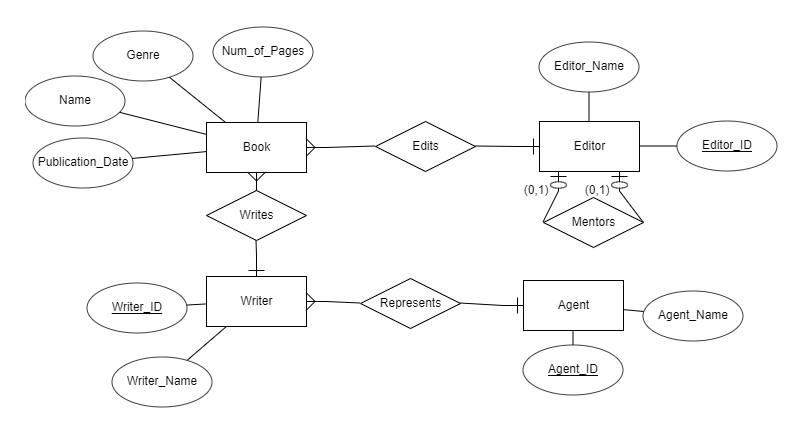 Genre
Num_of_Pages
Editor_Name
Name
Book
Edits
Editor
Editor_ID
Publication_Date
(0,1)
(0,1)
Writes
Mentors
Writer_ID
Writer
Represents
Agent
Agent_Name
Writer_Name
Agent_ID